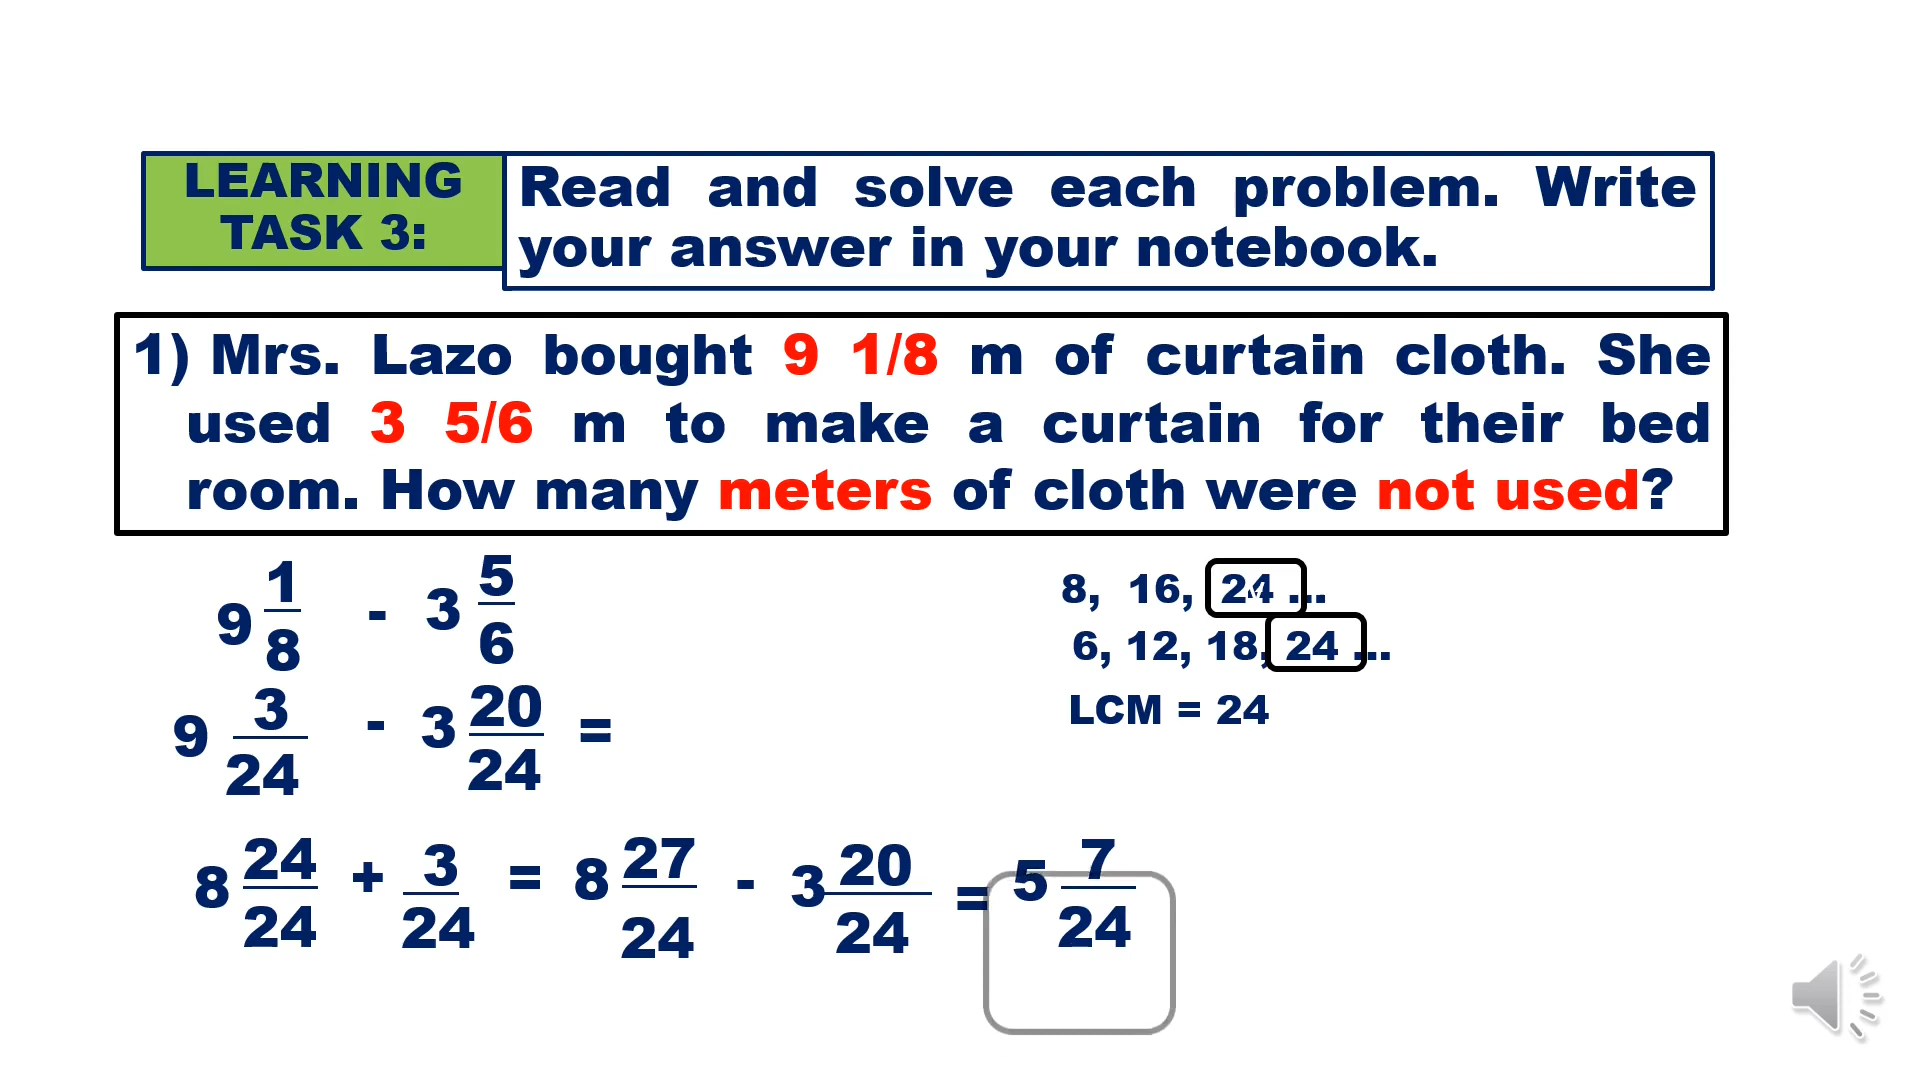 LEARNING
TASK 3:
Read and solve each problem. Write
your answer in your notebook.
1) Mrs. Lazo bought 9 1/8 m of curtain cloth. She
used 3 5/6 m to make a curtain for their bed
room. How many meters of cloth were not used?
9 1/8 - 3 5/6
8, 16, 24 ...
6, 12, 18, 24 ...
LCM = 24
9 3/24 - 3 20/24 =
8 24/24 + 3/24 = 8 27/24 - 3 20/24 = 5 7/24